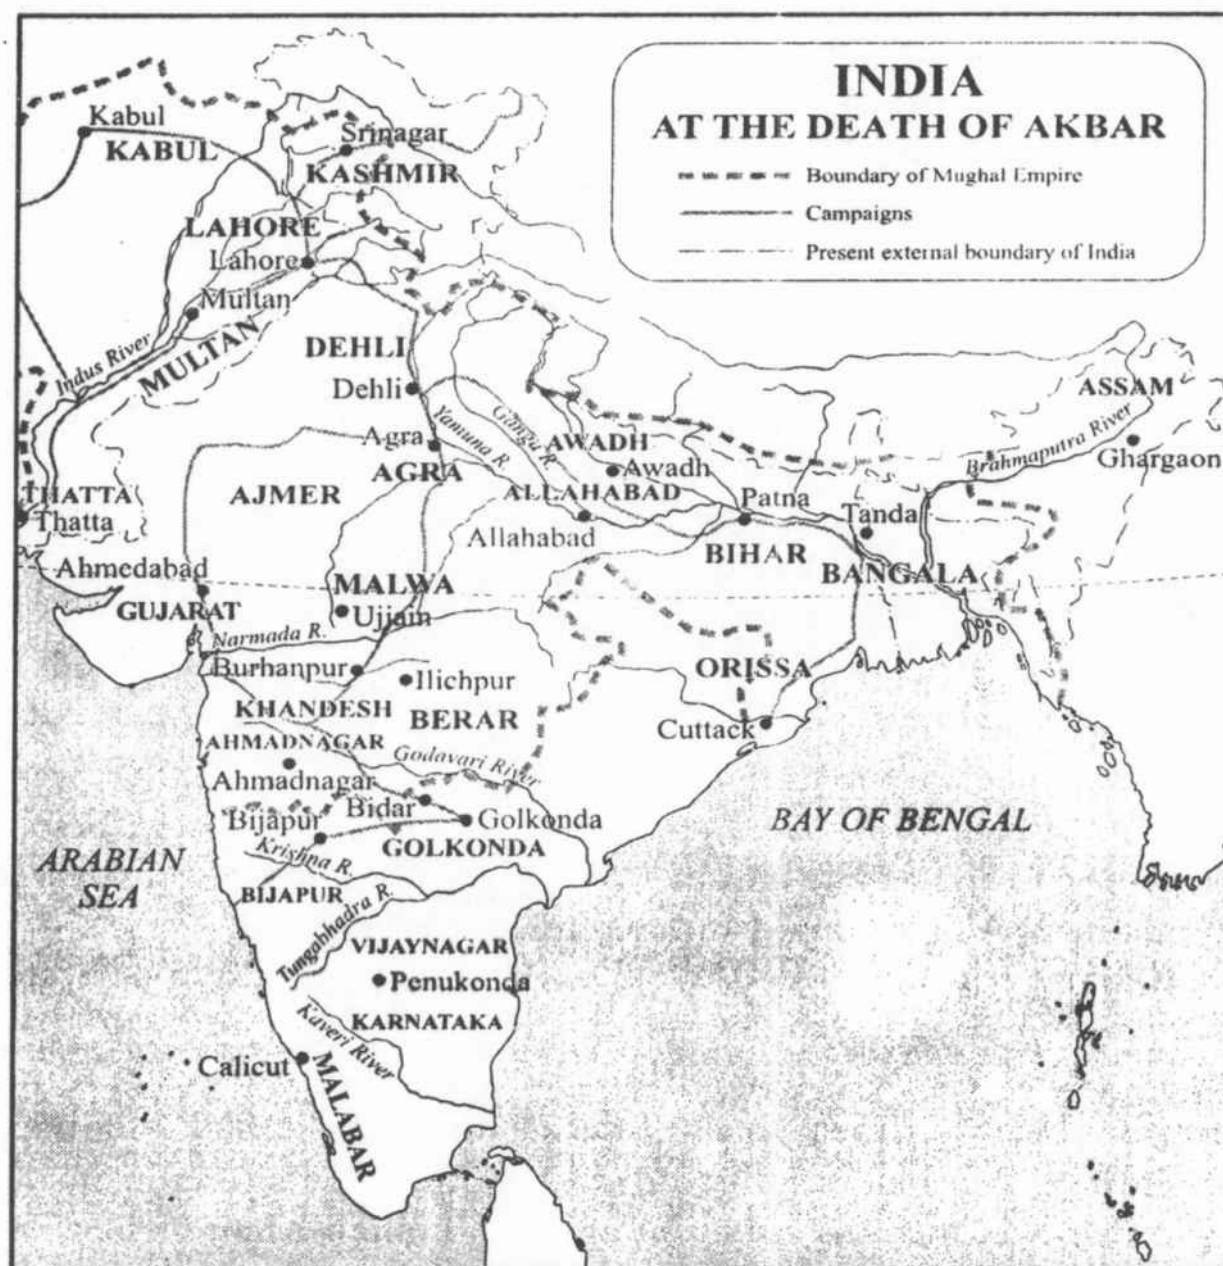 INDIA
AT THE DEATH OF AKBAR
Boundary of Mughal Empire
Campaigns
Present external boundary of India
Kabul
KABUL
Srinagar
KASHMIR
LAHORE
Lahore
Multan
MULTAN
Indus River
DEHLI
Dehli
Agra
AGRA
Yamuna R.
Ganga R.
AWADH
Awadh
ALLAHABAD
Allahabad
ASSAM
Brahmaputra River
Ghargaon
THATTA
Thatta
AJMER
Patna
BIHAR
Tanda
BANGALA
Ahmedabad
GUJARAT
MALWA
Ujjain
Narmada R.
Burhanpur
Ilichpur
KHANDESH
BERAR
ORISSA
Cuttack
AHMADNAGAR
Ahmadnagar
Godavari River
Bidar
Bijapur
Golkonda
GOLKONDA
Krishna R.
BIJAPUR
ARABIAN
SEA
BAY OF BENGAL
Tungabhadra R.
VIJAYNAGAR
Penukonda
KARNATAKA
Kaveri River
Calicut
MALABAR